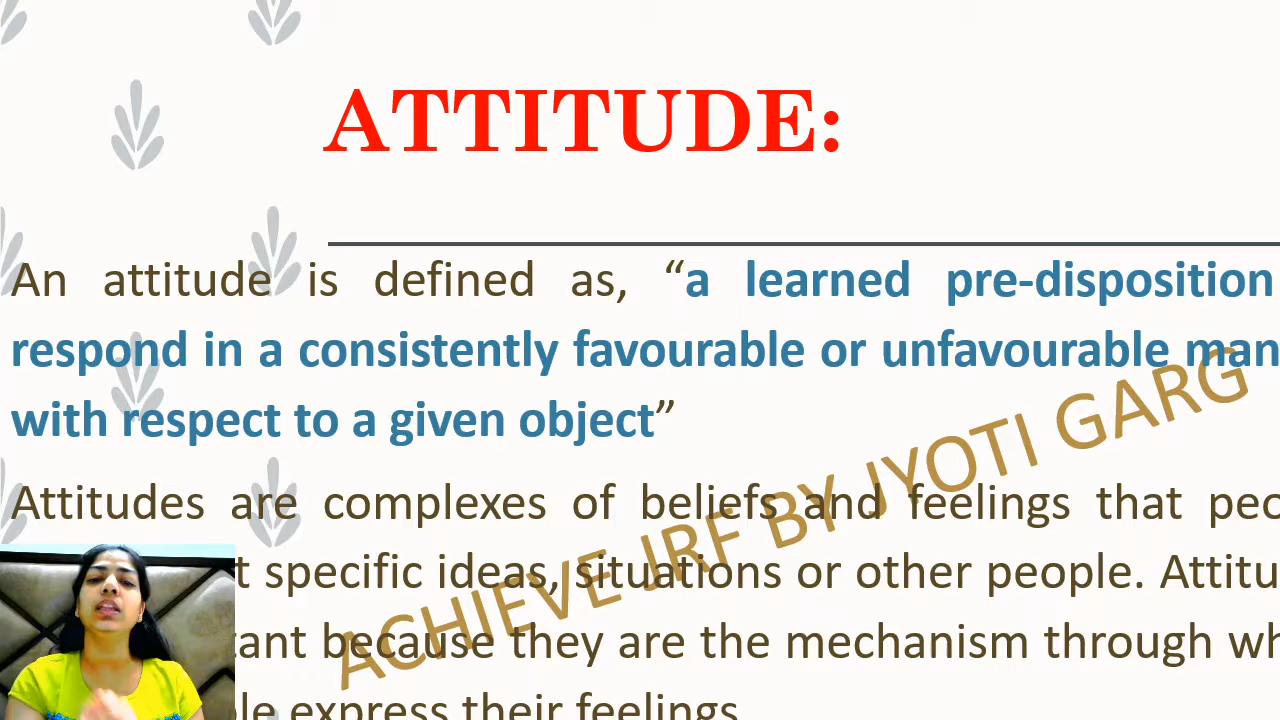 ATTITUDE:
An attitude is defined as, “a learned pre-disposition
respond in a consistently favourable or unfavourable man
with respect to a given object”
Attitudes are complexes of beliefs and feelings that peo
t specific ideas, situations or other people. Attitu
tant because they are the mechanism through wh
le express their feelings
ACHIEVE JRF BY JYOTI GARG